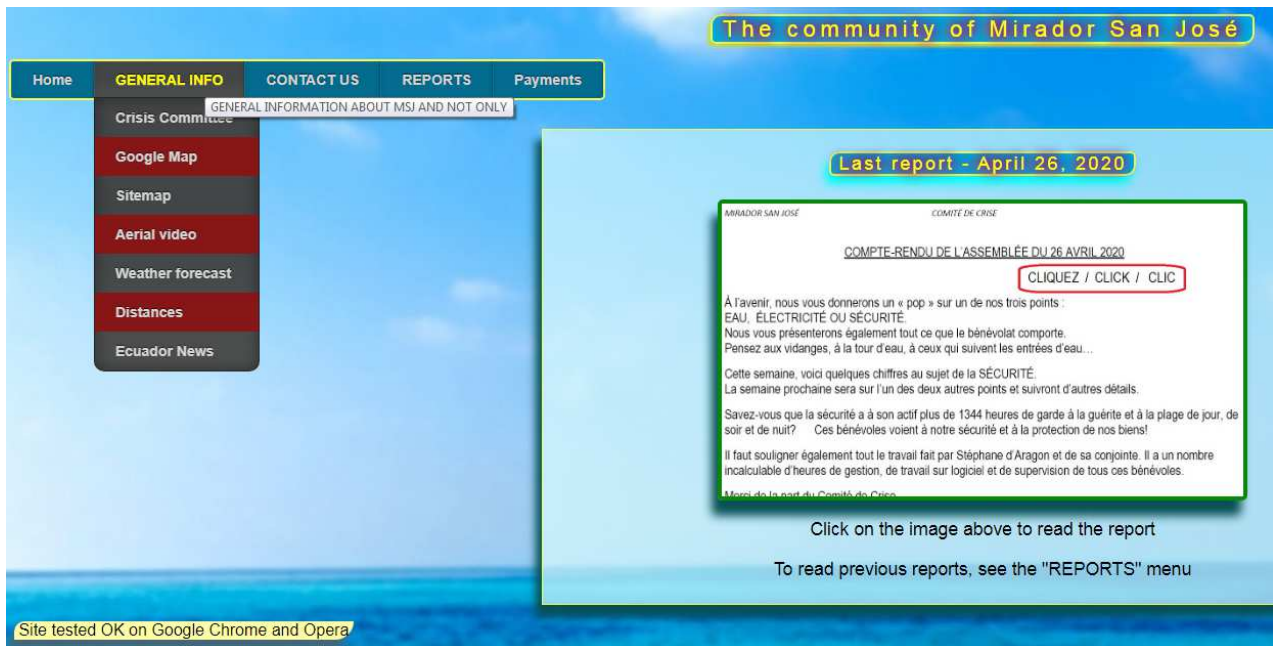 The community of Mirador San José
Home GENERAL INFO CONTACT US REPORTS Payments
GENERAL INFORMATION ABOUT MSJ AND NOT ONLY
Crisis Committee
Google Map
Sitemap
Aerial video
Weather forecast
Distances
Ecuador News
Last report - April 26, 2020
MIRADOR SAN JOSÉ COMITÉ DE CRISE
COMPTE-RENDU DE L'ASSEMBLÉE DU 26 AVRIL 2020
CLIQUEZ / CLICK / CLIC
À l'avenir, nous vous donnerons un « pop » sur un de nos trois points :
EAU, ÉLECTRICITÉ OU SÉCURITÉ.
Nous vous présenterons également tout ce que le bénévolat comporte.
Pensez aux vidanges, à la tour d'eau, à ceux qui suivent les entrées d'eau…
Cette semaine, voici quelques chiffres au sujet de la SÉCURITÉ.
La semaine prochaine sera sur l'un des deux autres points et suivront d'autres détails.
Savez-vous que la sécurité a à son actif plus de 1344 heures de garde à la guérite et à la plage de jour, de
soir et de nuit? Ces bénévoles voient à notre sécurité et à la protection de nos biens!
Il faut souligner également tout le travail fait par Stéphane d'Aragon et de sa conjointe. Il a un nombre
incalculable d'heures de gestion, de travail sur logiciel et de supervision de tous ces bénévoles.
Merci de la part du Comité de Crise
Click on the image above to read the report
To read previous reports, see the "REPORTS" menu
Site tested OK on Google Chrome and Opera